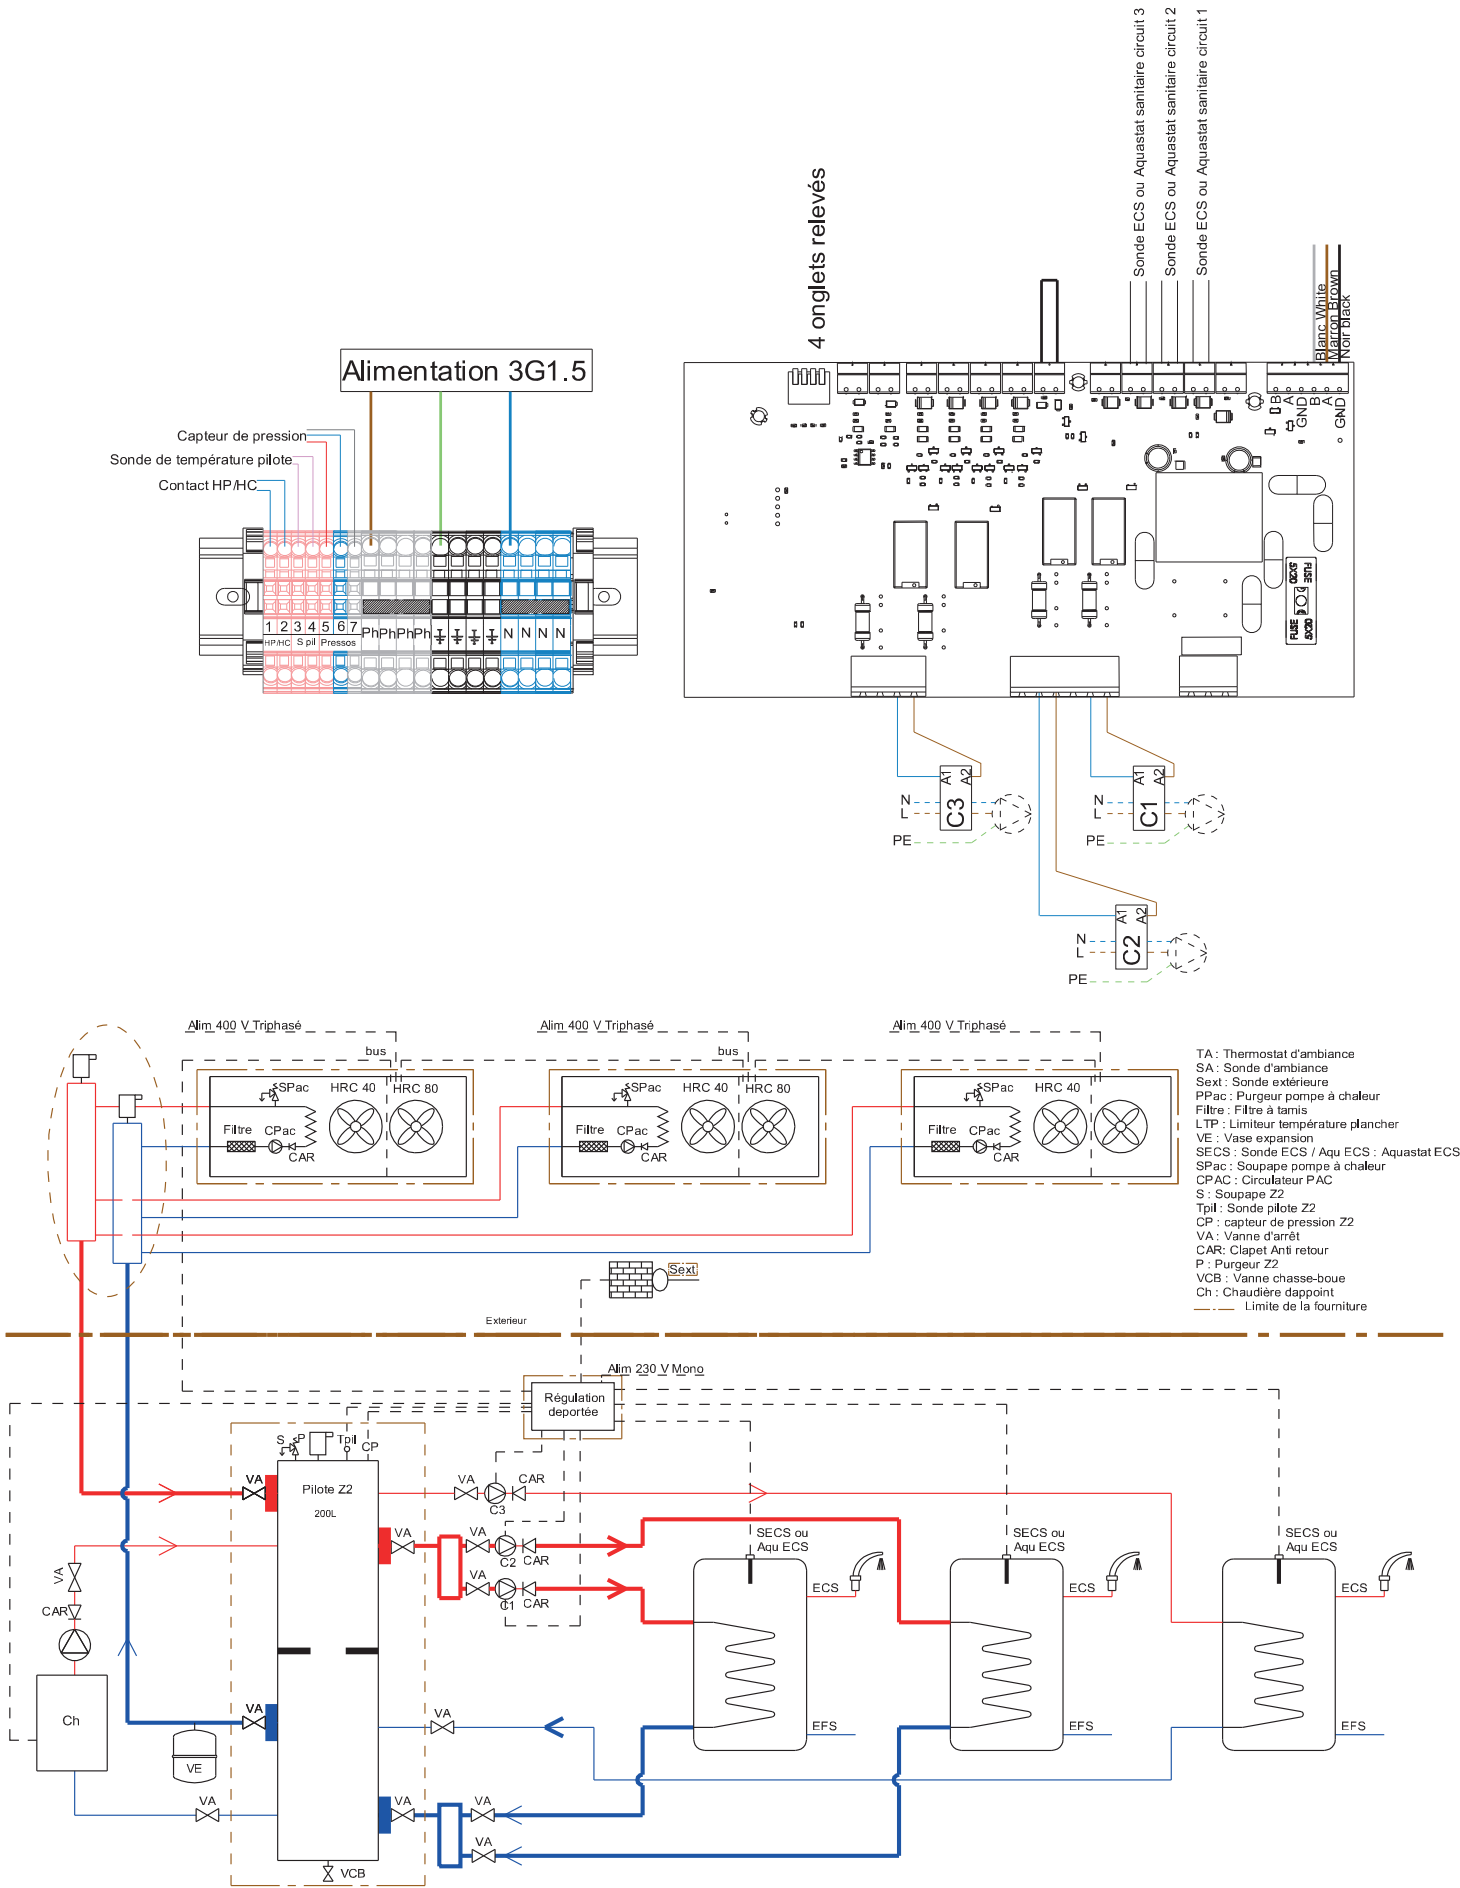 Sonde ECS ou Aquastat sanitaire circuit 3
Sonde ECS ou Aquastat sanitaire circuit 2
Sonde ECS ou Aquastat sanitaire circuit 1
4 onglets relevés
Blanc White
Marron Brown
Noir black
B
A
GND
B
A
GND
FUSE
5X20
FUSE
5X20
Alimentation 3G1.5
Capteur de pression
Sonde de température pilote
Contact HP/HC
1 2 3 4 5 6 7 Ph Ph Ph Ph N N N N
HP/HC S pil Pressos
A1 A2
C3
N
L
PE
A1 A2
C1
N
L
PE
A1 A2
C2
N
L
PE
Alim 400 V Triphasé
Alim 400 V Triphasé
Alim 400 V Triphasé
bus
bus
SPac
HRC 40
HRC 80
Filtre
CPac
CAR
SPac
HRC 40
HRC 80
Filtre
CPac
CAR
SPac
HRC 40
Filtre
CPac
CAR
TA : Thermostat d'ambiance
SA : Sonde d'ambiance
Sext : Sonde extérieure
PPac : Purgeur pompe à chaleur
Filtre : Filtre à tamis
LTP : Limiteur température plancher
VE : Vase expansion
SECS : Sonde ECS / Aqu ECS : Aquastat ECS
SPac : Soupape pompe à chaleur
CPAC : Circulateur PAC
S : Soupape Z2
Tpil : Sonde pilote Z2
CP : capteur de pression Z2
VA : Vanne d'arrêt
CAR: Clapet Anti retour
P : Purgeur Z2
VCB : Vanne chasse-boue
Ch : Chaudière dappoint
Limite de la fourniture
Sext
Exterieur
Alim 230 V Mono
Régulation
deportée
S
P
Tpil
CP
VA
Pilote Z2
200L
VA
CAR
C3
VA
VA
CAR
C2
VA
CAR
C1
SECS ou
Aqu ECS
SECS ou
Aqu ECS
SECS ou
Aqu ECS
ECS
ECS
ECS
VA
CAR
Ch
VA
VE
VA
EFS
EFS
EFS
VA
VA
VA
VA
VCB